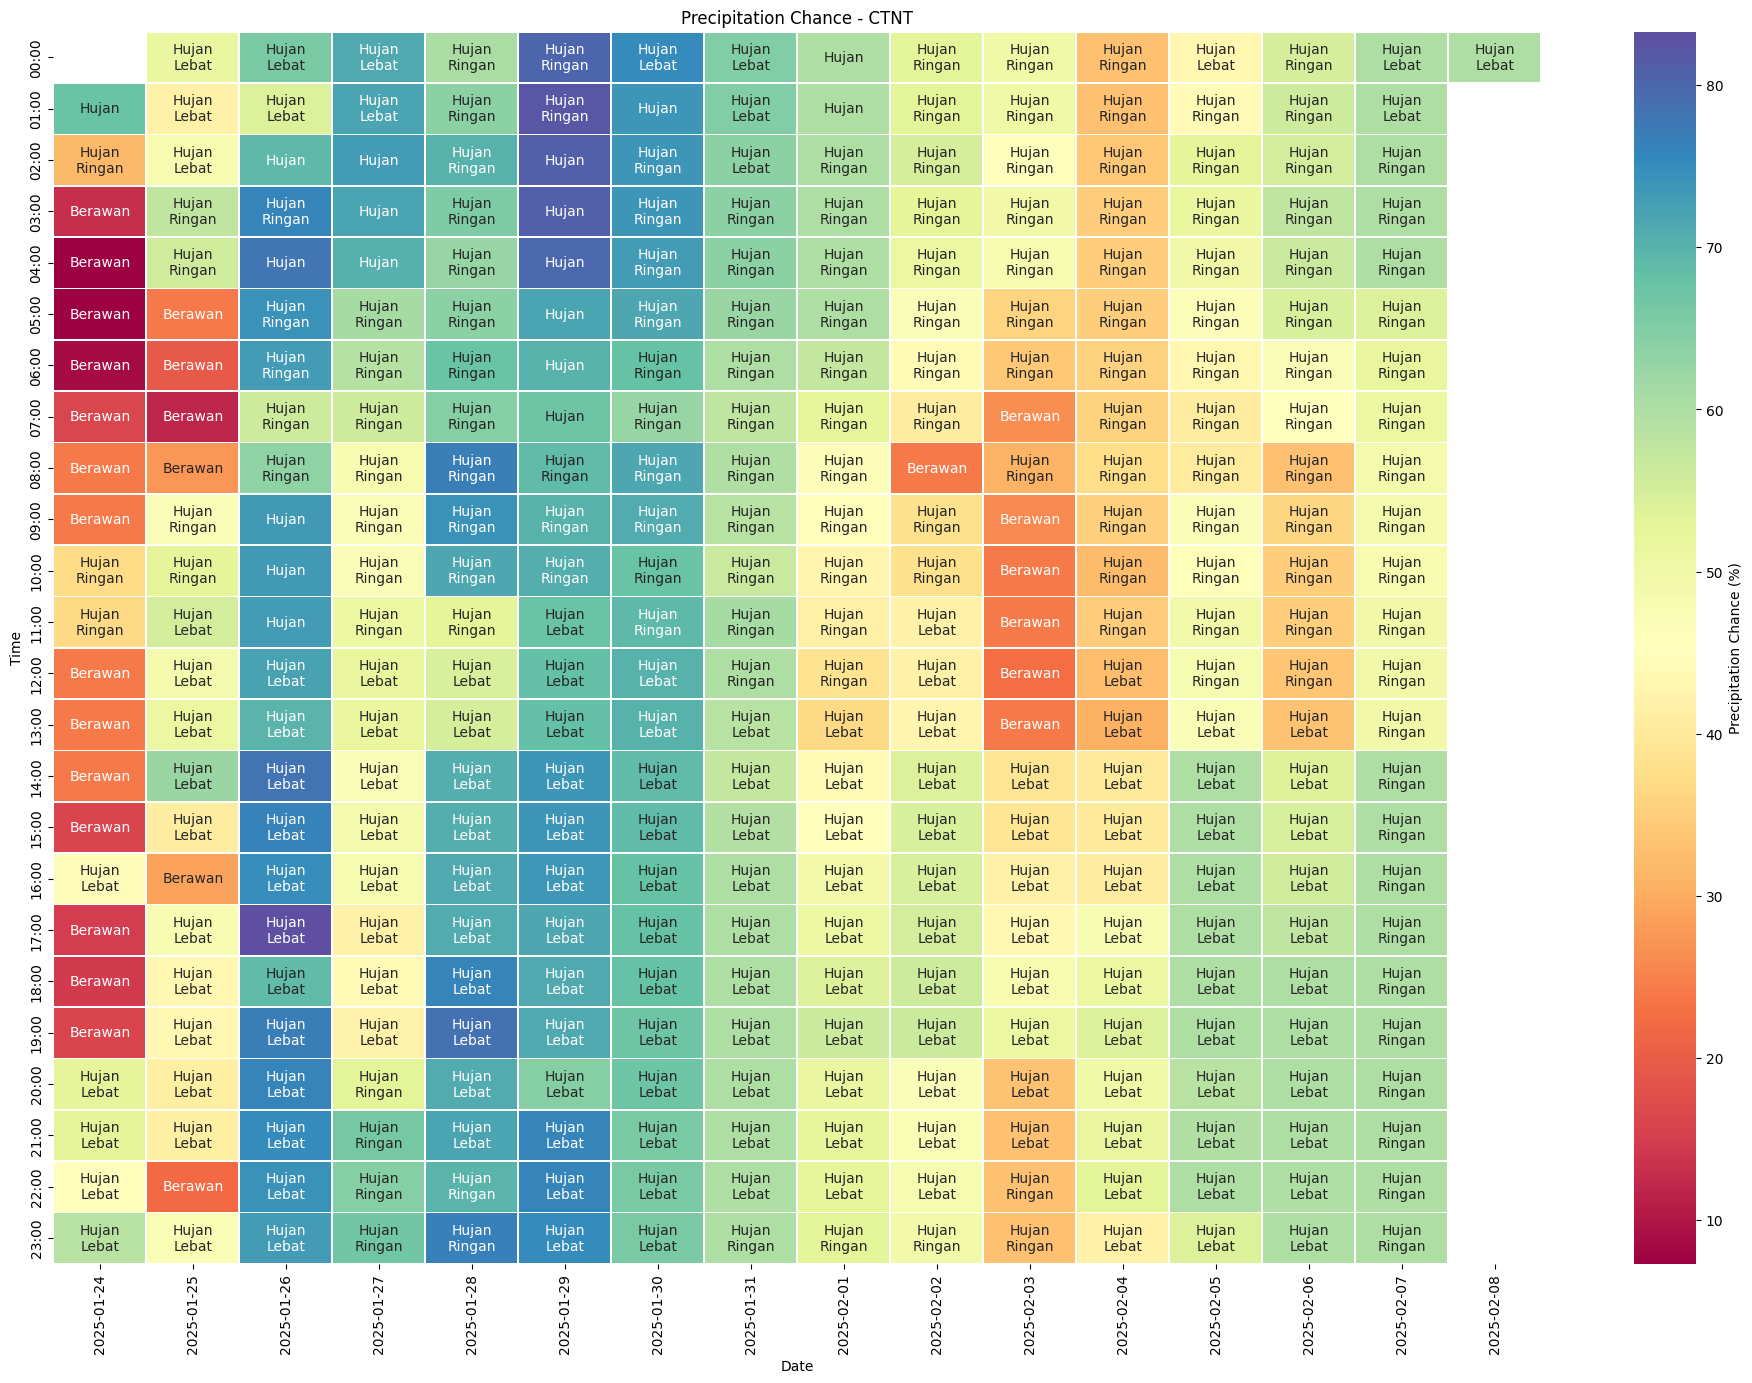 Precipitation Chance - CTNT
00:00 Hujan Lebat Hujan Lebat Hujan Lebat Hujan Ringan Hujan Ringan Hujan Lebat Hujan Lebat Hujan Hujan Ringan Hujan Ringan Hujan Ringan Hujan Lebat Hujan Ringan Hujan Lebat Hujan Lebat
01:00 Hujan Hujan Lebat Hujan Lebat Hujan Lebat Hujan Ringan Hujan Ringan Hujan Hujan Lebat Hujan Hujan Ringan Hujan Ringan Hujan Ringan Hujan Ringan Hujan Ringan Hujan Lebat
02:00 Hujan Ringan Hujan Lebat Hujan Hujan Hujan Ringan Hujan Hujan Ringan Hujan Lebat Hujan Ringan Hujan Ringan Hujan Ringan Hujan Ringan Hujan Ringan Hujan Ringan Hujan Ringan
03:00 Berawan Hujan Ringan Hujan Ringan Hujan Hujan Ringan Hujan Hujan Ringan Hujan Ringan Hujan Hujan Ringan Hujan Ringan Hujan Ringan Hujan Ringan Hujan Ringan Hujan Ringan
04:00 Berawan Hujan Ringan Hujan Hujan Hujan Ringan Hujan Hujan Ringan Hujan Ringan Hujan Ringan Hujan Ringan Hujan Ringan Hujan Ringan Hujan Ringan Hujan Ringan Hujan Ringan
05:00 Berawan Berawan Hujan Ringan Hujan Ringan Hujan Ringan Hujan Hujan Ringan Hujan Ringan Hujan Ringan Hujan Ringan Hujan Ringan Hujan Ringan Hujan Ringan Hujan Ringan Hujan Ringan
06:00 Berawan Berawan Hujan Ringan Hujan Ringan Hujan Ringan Hujan Hujan Ringan Hujan Ringan Hujan Ringan Hujan Ringan Hujan Ringan Hujan Ringan Hujan Ringan Hujan Ringan Hujan Ringan
07:00 Berawan Berawan Hujan Ringan Hujan Ringan Hujan Ringan Hujan Hujan Ringan Hujan Ringan Hujan Ringan Hujan Ringan Berawan Hujan Ringan Hujan Ringan Hujan Ringan Hujan Ringan
08:00 Berawan Berawan Hujan Ringan Hujan Ringan Hujan Ringan Hujan Ringan Hujan Ringan Hujan Ringan Hujan Ringan Berawan Hujan Ringan Hujan Ringan Hujan Ringan Hujan Ringan Hujan Ringan
09:00 Berawan Hujan Ringan Hujan Hujan Ringan Hujan Ringan Hujan Ringan Hujan Ringan Hujan Ringan Hujan Ringan Hujan Ringan Berawan Hujan Ringan Hujan Ringan Hujan Ringan Hujan Ringan
10:00 Hujan Ringan Hujan Ringan Hujan Hujan Ringan Hujan Ringan Hujan Ringan Hujan Ringan Hujan Ringan Hujan Ringan Hujan Ringan Berawan Hujan Ringan Hujan Ringan Hujan Ringan Hujan Ringan
11:00 Hujan Ringan Hujan Lebat Hujan Hujan Ringan Hujan Ringan Hujan Lebat Hujan Ringan Hujan Ringan Hujan Ringan Hujan Lebat Berawan Hujan Ringan Hujan Ringan Hujan Ringan Hujan Ringan
12:00 Berawan Hujan Lebat Hujan Lebat Hujan Lebat Hujan Lebat Hujan Lebat Hujan Lebat Hujan Ringan Hujan Ringan Hujan Lebat Berawan Hujan Lebat Hujan Ringan Hujan Ringan Hujan Ringan
13:00 Berawan Hujan Lebat Hujan Lebat Hujan Lebat Hujan Lebat Hujan Lebat Hujan Lebat Hujan Lebat Hujan Lebat Hujan Lebat Berawan Hujan Lebat Hujan Lebat Hujan Lebat Hujan Ringan
14:00 Berawan Hujan Lebat Hujan Lebat Hujan Lebat Hujan Lebat Hujan Lebat Hujan Lebat Hujan Lebat Hujan Lebat Hujan Lebat Hujan Lebat Hujan Lebat Hujan Lebat Hujan Lebat Hujan Ringan
15:00 Berawan Hujan Lebat Hujan Lebat Hujan Lebat Hujan Lebat Hujan Lebat Hujan Lebat Hujan Lebat Hujan Lebat Hujan Lebat Hujan Lebat Hujan Lebat Hujan Lebat Hujan Lebat Hujan Ringan
16:00 Hujan Lebat Berawan Hujan Lebat Hujan Lebat Hujan Lebat Hujan Lebat Hujan Lebat Hujan Lebat Hujan Lebat Hujan Lebat Hujan Lebat Hujan Lebat Hujan Lebat Hujan Lebat Hujan Ringan
17:00 Berawan Hujan Lebat Hujan Lebat Hujan Lebat Hujan Lebat Hujan Lebat Hujan Lebat Hujan Lebat Hujan Lebat Hujan Lebat Hujan Lebat Hujan Lebat Hujan Lebat Hujan Lebat Hujan Ringan
18:00 Berawan Hujan Lebat Hujan Lebat Hujan Lebat Hujan Lebat Hujan Lebat Hujan Lebat Hujan Lebat Hujan Lebat Hujan Lebat Hujan Lebat Hujan Lebat Hujan Lebat Hujan Lebat Hujan Ringan
19:00 Berawan Hujan Lebat Hujan Lebat Hujan Lebat Hujan Lebat Hujan Lebat Hujan Lebat Hujan Lebat Hujan Lebat Hujan Lebat Hujan Lebat Hujan Lebat Hujan Lebat Hujan Lebat Hujan Ringan
20:00 Hujan Lebat Hujan Lebat Hujan Lebat Hujan Ringan Hujan Lebat Hujan Lebat Hujan Lebat Hujan Lebat Hujan Lebat Hujan Lebat Hujan Lebat Hujan Lebat Hujan Lebat Hujan Lebat Hujan Ringan
21:00 Hujan Lebat Hujan Lebat Hujan Lebat Hujan Ringan Hujan Lebat Hujan Lebat Hujan Lebat Hujan Lebat Hujan Lebat Hujan Lebat Hujan Lebat Hujan Lebat Hujan Lebat Hujan Lebat Hujan Ringan
22:00 Hujan Lebat Berawan Hujan Lebat Hujan Ringan Hujan Ringan Hujan Lebat Hujan Lebat Hujan Lebat Hujan Lebat Hujan Lebat Hujan Ringan Hujan Lebat Hujan Lebat Hujan Lebat Hujan Ringan
23:00 Hujan Lebat Hujan Lebat Hujan Lebat Hujan Ringan Hujan Ringan Hujan Lebat Hujan Lebat Hujan Ringan Hujan Ringan Hujan Ringan Hujan Ringan Hujan Lebat Hujan Lebat Hujan Lebat Hujan Ringan
Time
2025-01-24 2025-01-25 2025-01-26 2025-01-27 2025-01-28 2025-01-29 2025-01-30 2025-01-31 2025-02-01 2025-02-02 2025-02-03 2025-02-04 2025-02-05 2025-02-06 2025-02-07 2025-02-08
Date
80
70
60
50
40
30
20
10
Precipitation Chance (%)